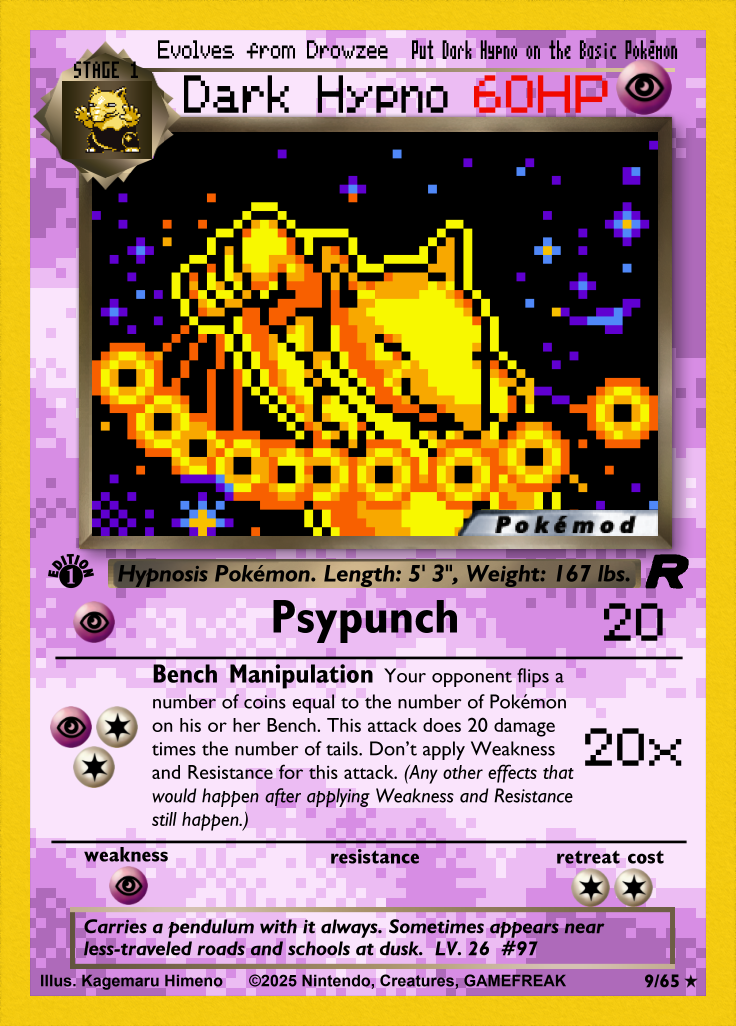 Evolves from Drowzee Put Dark Hypno on the Basic Pokémon
STAGE 1
Dark Hypno 60HP
Pokémod
EDITION
1
Hypnosis Pokémon. Length: 5' 3", Weight: 167 lbs.
R
Psypunch 20
Bench Manipulation Your opponent flips a
number of coins equal to the number of Pokémon
on his or her Bench. This attack does 20 damage
times the number of tails. Don't apply Weakness
and Resistance for this attack. (Any other effects that
would happen after applying Weakness and Resistance
still happen.)
20x
weakness resistance retreat cost
Carries a pendulum with it always. Sometimes appears near
less-traveled roads and schools at dusk. LV. 26 #97
Illus. Kagemaru Himeno ©2025 Nintendo, Creatures, GAMEFREAK 9/65 ★